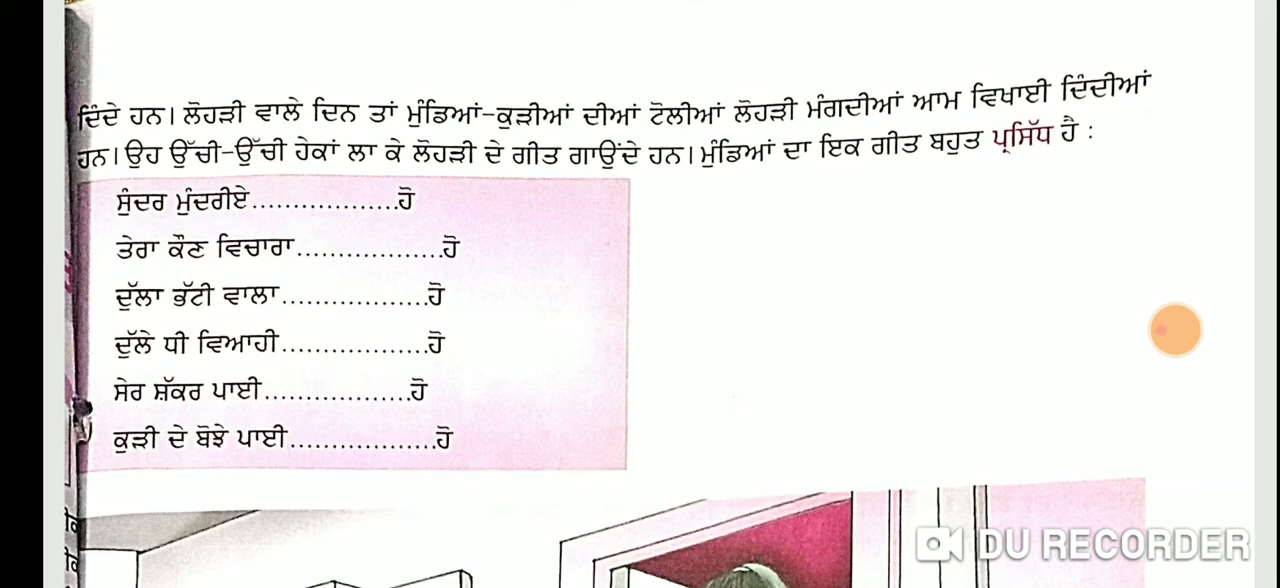 ਦਿੰਦੇ ਹਨ। ਲੋਹੜੀ ਵਾਲੇ ਦਿਨ ਤਾਂ ਮੁੰਡਿਆਂ-ਕੁੜੀਆਂ ਦੀਆਂ ਟੋਲੀਆਂ ਲੋਹੜੀ ਮੰਗਦੀਆਂ ਆਮ ਵਿਖਾਈ ਦਿੰਦੀਆਂ
ਹਨ। ਉਹ ਉੱਚੀ-ਉੱਚੀ ਹੇਕਾਂ ਲਾ ਕੇ ਲੋਹੜੀ ਦੇ ਗੀਤ ਗਾਉਂਦੇ ਹਨ। ਮੁੰਡਿਆਂ ਦਾ ਇਕ ਗੀਤ ਬਹੁਤ ਪ੍ਰਸਿੱਧ ਹੈ :
ਸੁੰਦਰ ਮੁੰਦਰੀਏ..................ਹੋ
ਤੇਰਾ ਕੌਣ ਵਿਚਾਰਾ..................ਹੋ
ਦੁੱਲਾ ਭੱਟੀ ਵਾਲਾ..................ਹੋ
ਦੁੱਲੇ ਧੀ ਵਿਆਹੀ..................ਹੋ
ਸੇਰ ਸ਼ੱਕਰ ਪਾਈ..................ਹੋ
ਕੁੜੀ ਦੇ ਬੋਝੇ ਪਾਈ..................ਹੋ
DU RECORDER